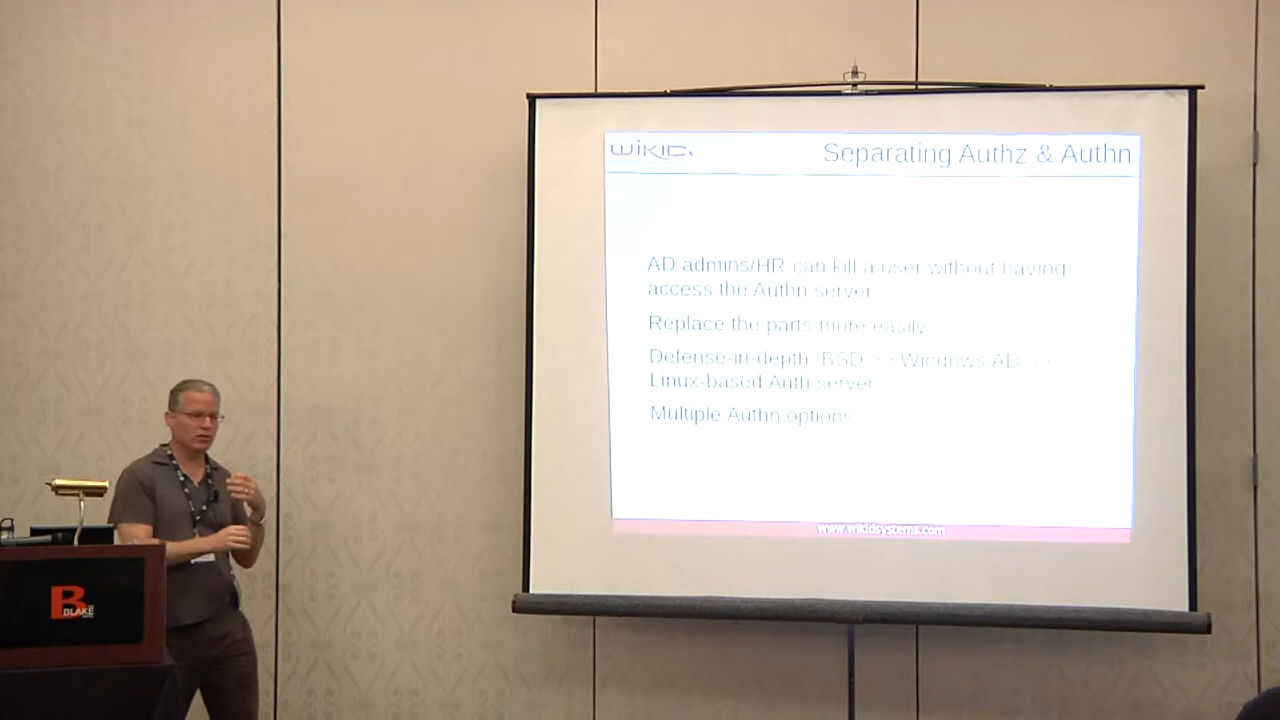 WiKID
Separating Authz & Authn
AD admins/HR can kill a user without having
access the Authn server
Replace the parts more easily
Defense-in-depth: BSD -> Windows AD ->
Linux-based Auth server
Multiple Authn options
www.wikidsystems.com
B
BLAKE